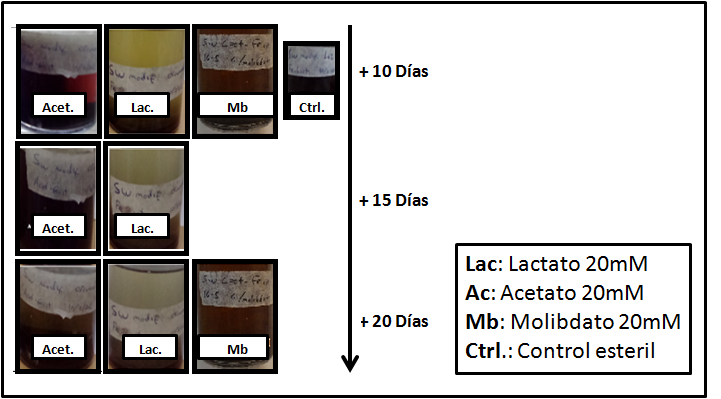 Acet.
Lac.
Mb
Ctrl.
+ 10 Días
Acet.
Lac.
+ 15 Días
Acet.
Lac.
Mb
+ 20 Días
Lac: Lactato 20mM
Ac: Acetato 20mM
Mb: Molibdato 20mM
Ctrl.: Control esteril